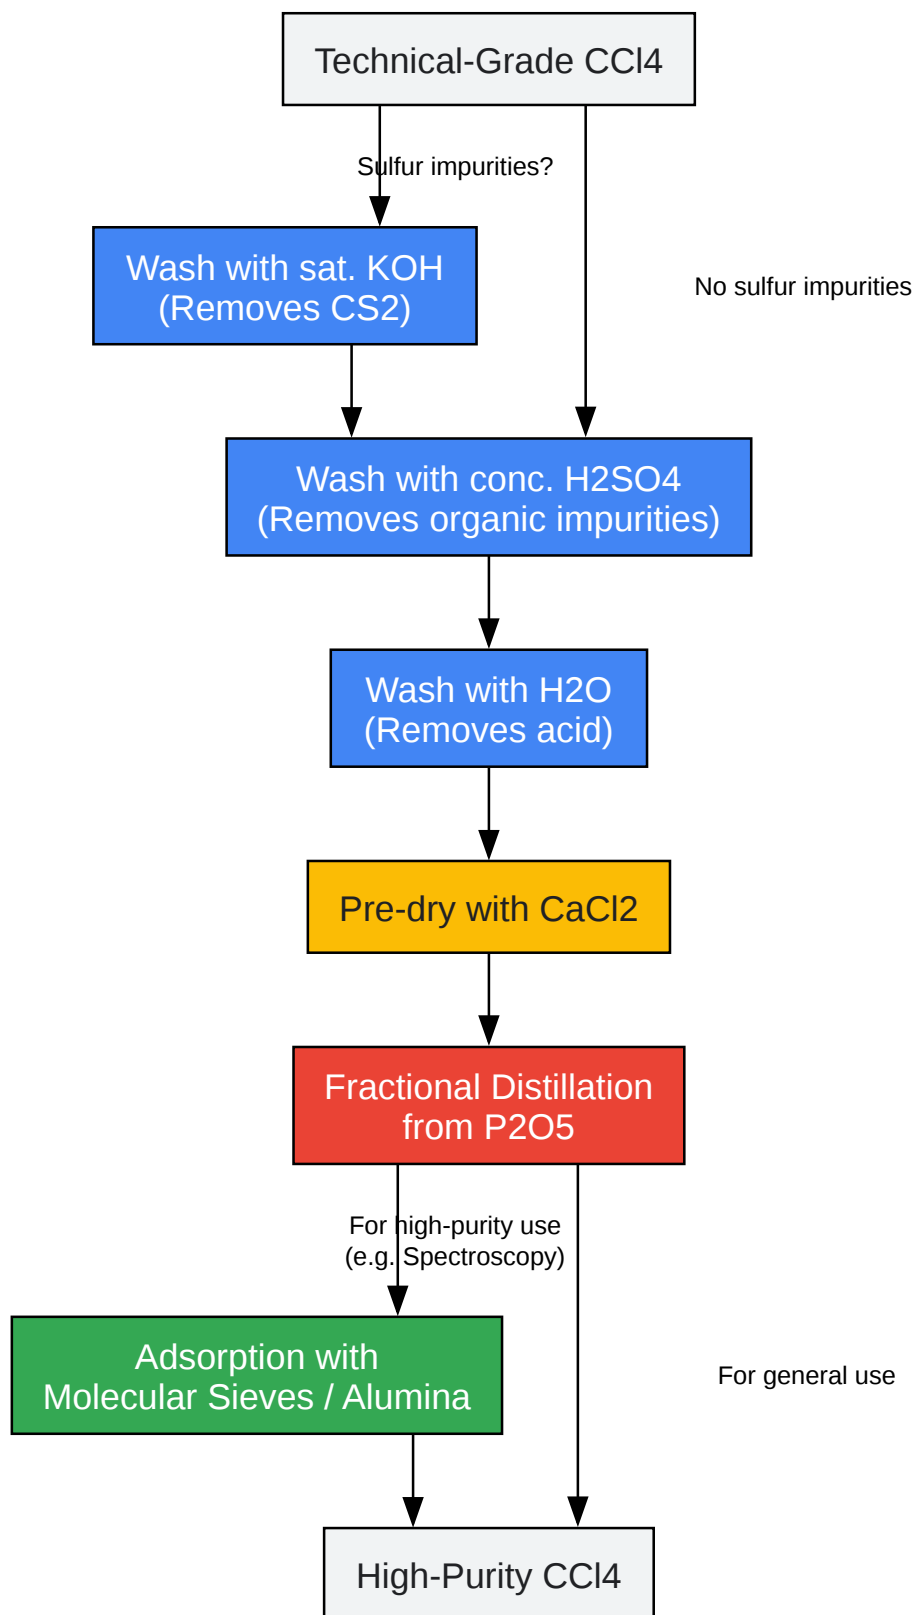 Technical-Grade CCl4
Sulfur impurities?
Wash with sat. KOH
(Removes CS2)
No sulfur impurities
Wash with conc. H2SO4
(Removes organic impurities)
Wash with H2O
(Removes acid)
Pre-dry with CaCl2
Fractional Distillation
from P2O5
For high-purity use
(e.g. Spectroscopy)
Adsorption with
Molecular Sieves / Alumina
For general use
High-Purity CCl4